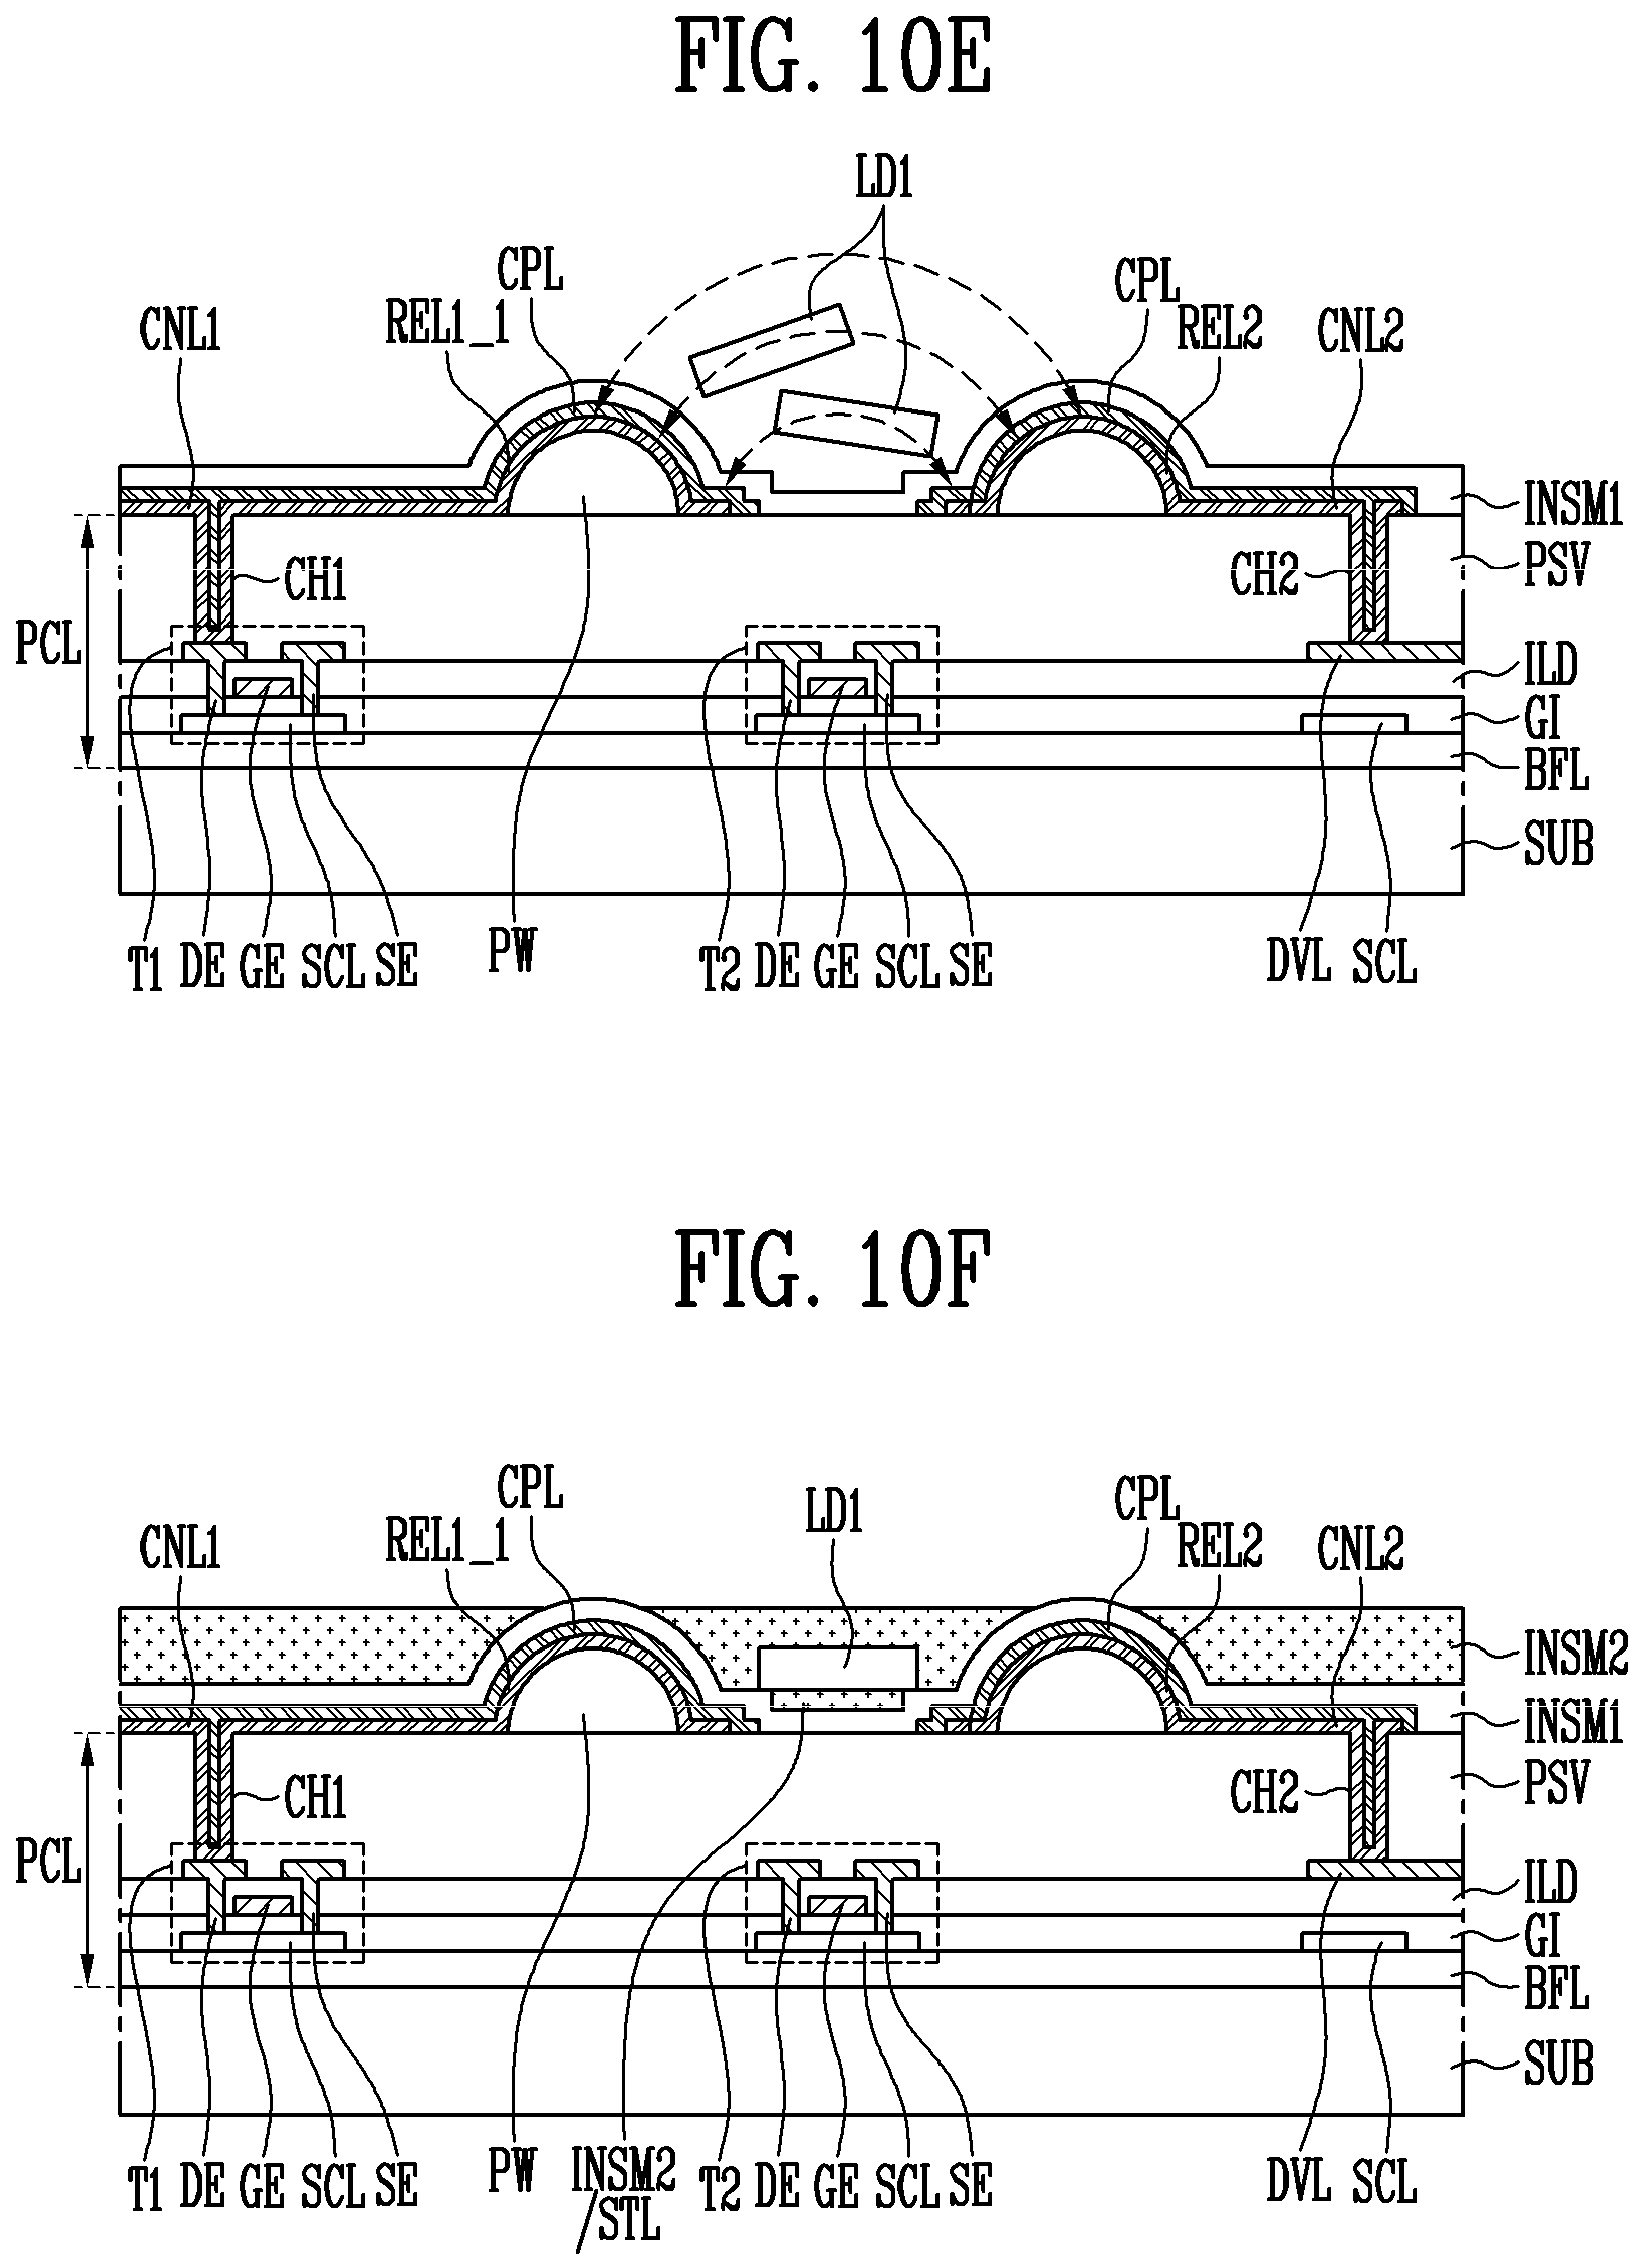 FIG. 10E
LD1
CPL
CPL
REL1_1
REL2
CNL1
CNL2
INSM1
PSV
CH1
CH2
PCL
ILD
GI
BFL
SUB
T1 DE GE SCL SE PW T2 DE GE SCL SE DVL SCL
FIG. 10F
CPL
LD1
CPL
REL1_1
REL2
CNL1
CNL2
INSM2
INSM1
PSV
CH1
CH2
PCL
ILD
GI
BFL
SUB
T1 DE GE SCL SE PW INSM2 T2 DE GE SCL SE DVL SCL
/STL